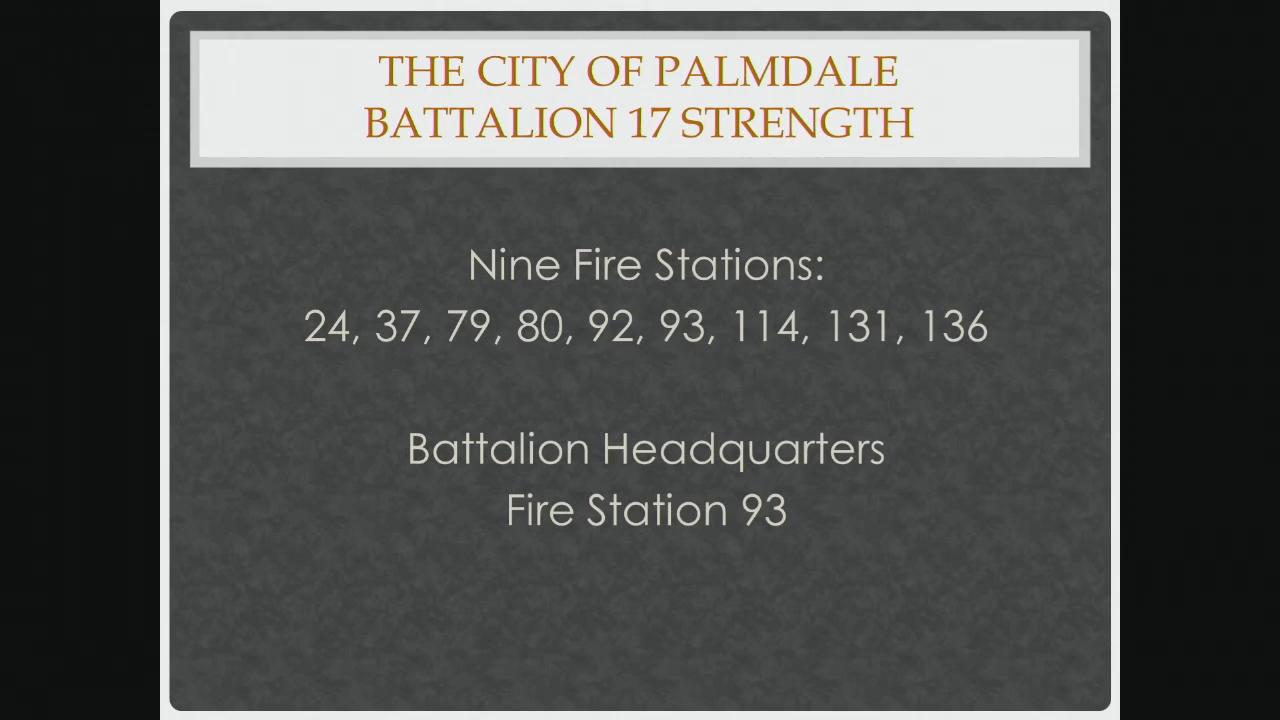 THE CITY OF PALMDALE
BATTALION 17 STRENGTH
Nine Fire Stations:
24, 37, 79, 80, 92, 93, 114, 131, 136
Battalion Headquarters
Fire Station 93